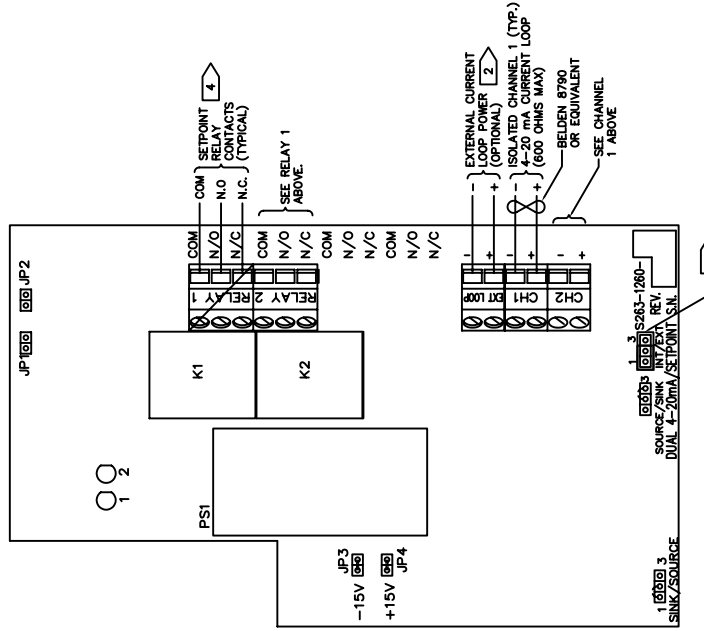 JP1
JP2
1
2
PS1
K1
K2
RELAY 1
RELAY 2
COM
N/O
N/C
COM
N/O
N/C
COM
N/O
N/C
COM
N/O
N/C
COM
N.O
N.C.
SETPOINT
RELAY
CONTACTS
(TYPICAL)
4
SEE RELAY 1
ABOVE.
-15V
JP3
+15V
JP4
EXT LOOP
CH1
CH2
-
+
-
+
-
+
-
+
EXTERNAL CURRENT
LOOP POWER
(OPTIONAL)
2
-
+
ISOLATED CHANNEL 1 (TYP.)
4-20 mA CURRENT LOOP
(600 OHMS MAX)
BELDEN 8790
OR EQUIVALENT
SEE CHANNEL
1 ABOVE
1 3
SINK/SOURCE
3
SOURCE/SINK
1 3
INT/EXT
S263-1260-
REV.
DUAL 4-20mA/SETPOINT S.N.